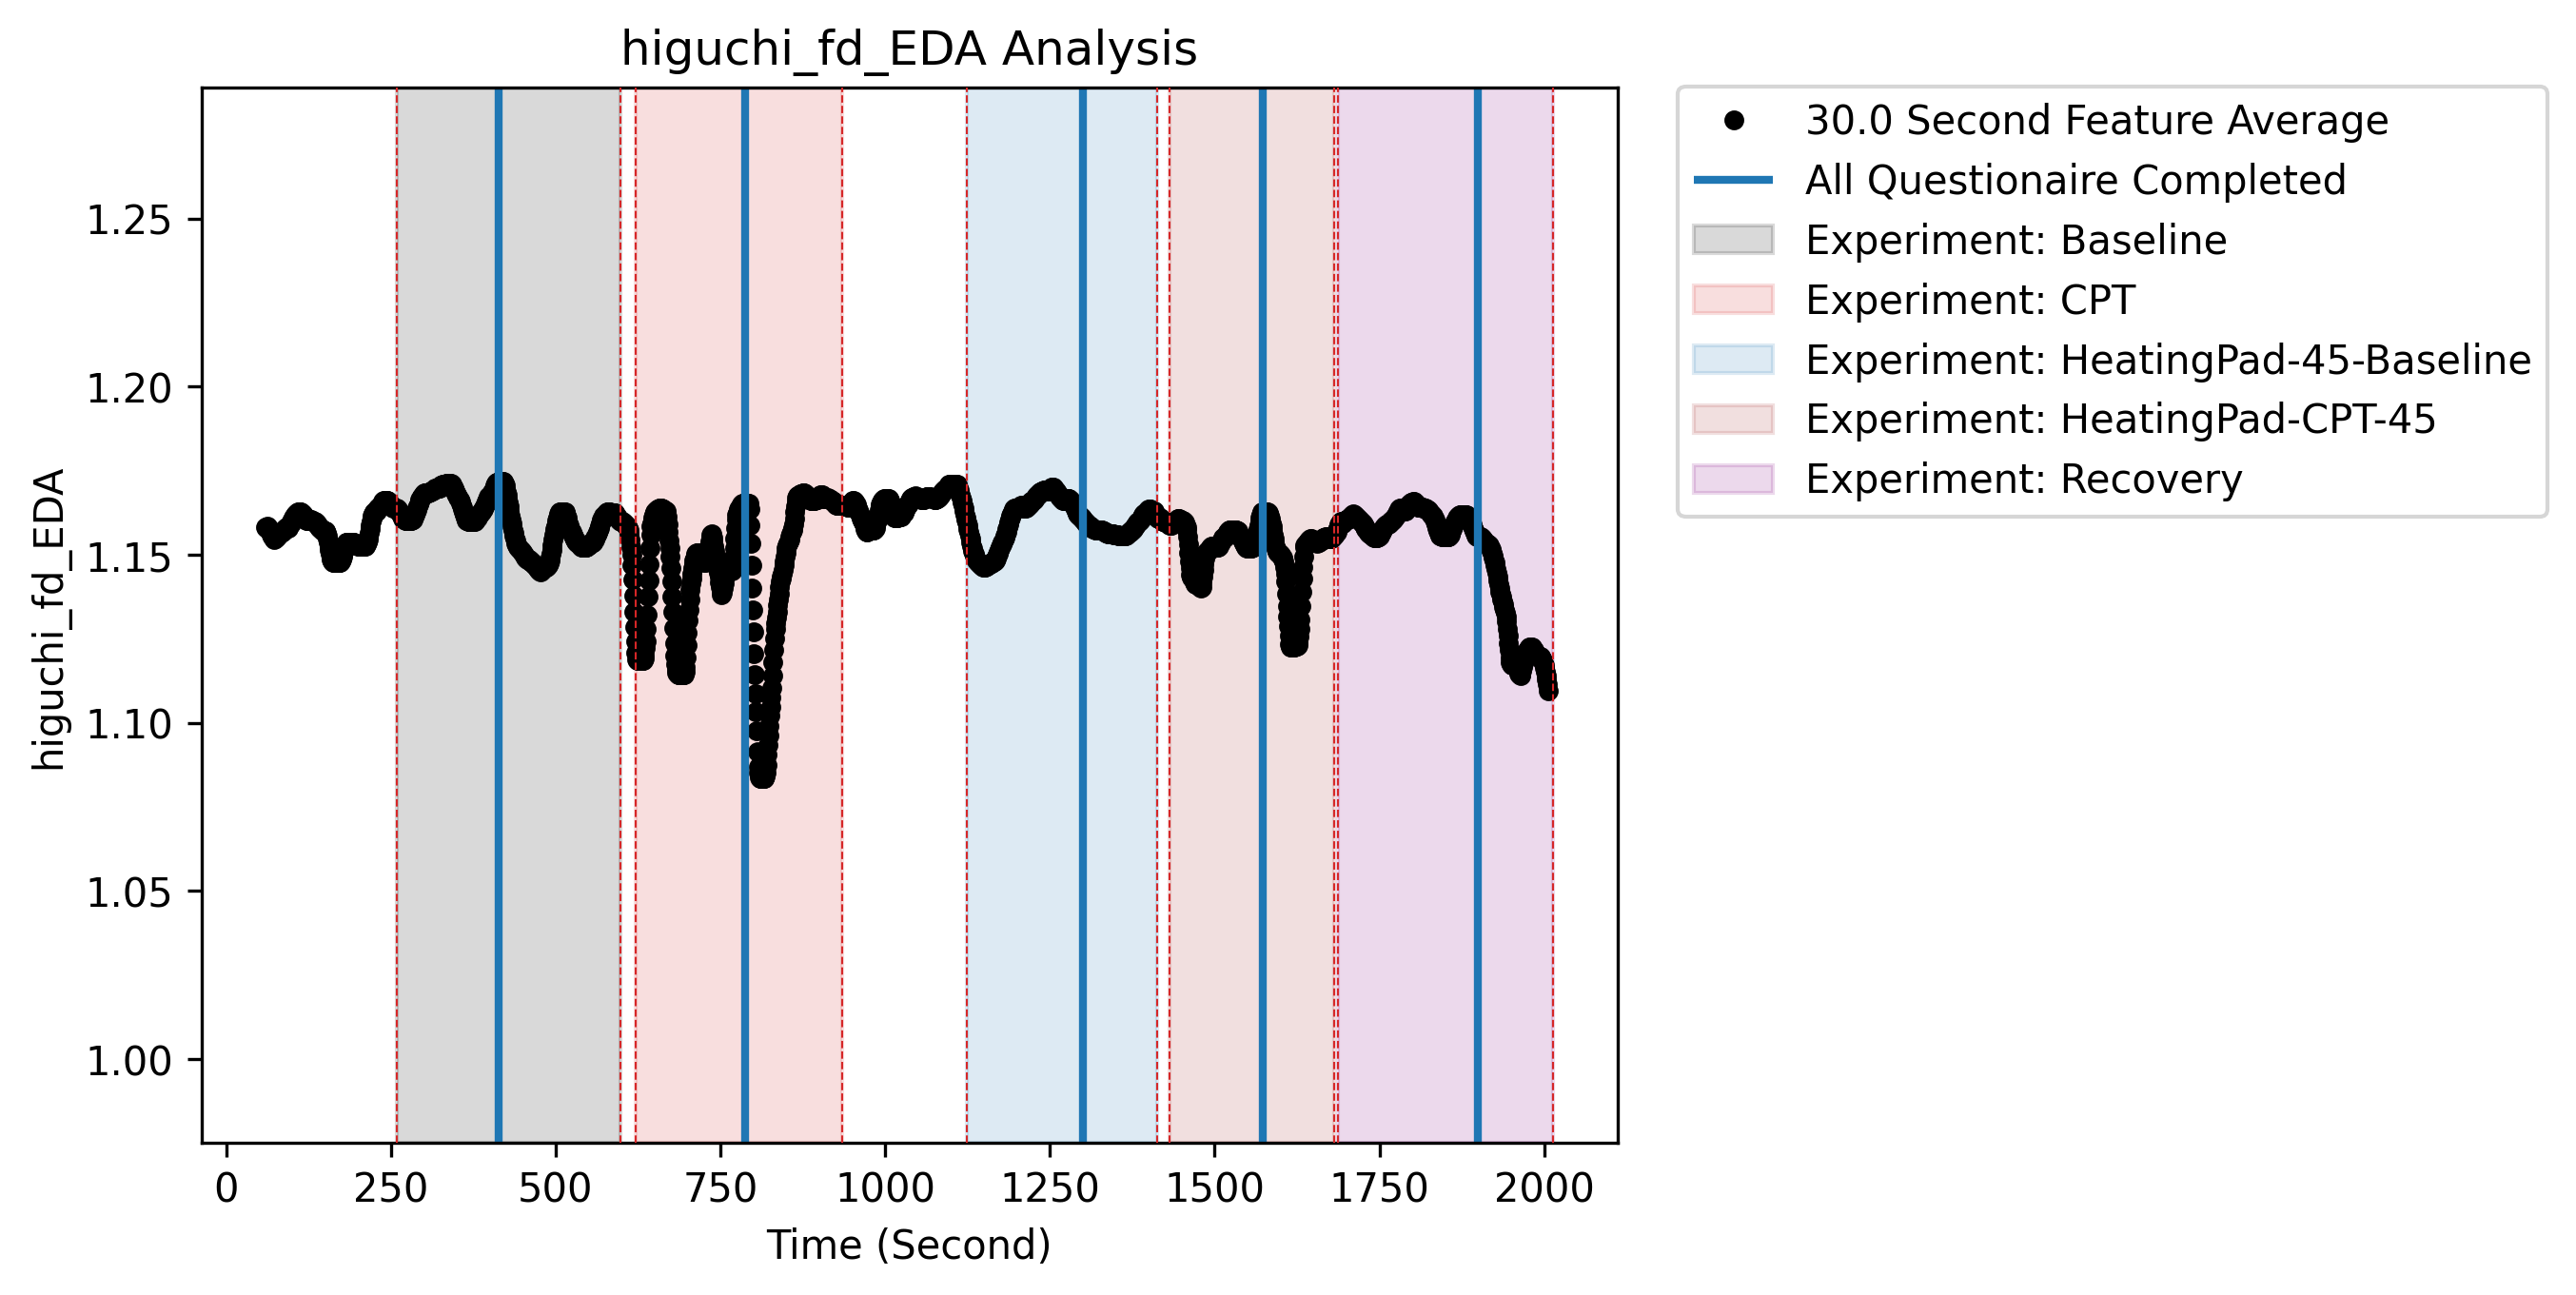 higuchi_fd_EDA Analysis
higuchi_fd_EDA
1.25
1.20
1.15
1.10
1.05
1.00
0 250 500 750 1000 1250 1500 1750 2000
Time (Second)
30.0 Second Feature Average
All Questionaire Completed
Experiment: Baseline
Experiment: CPT
Experiment: HeatingPad-45-Baseline
Experiment: HeatingPad-CPT-45
Experiment: Recovery